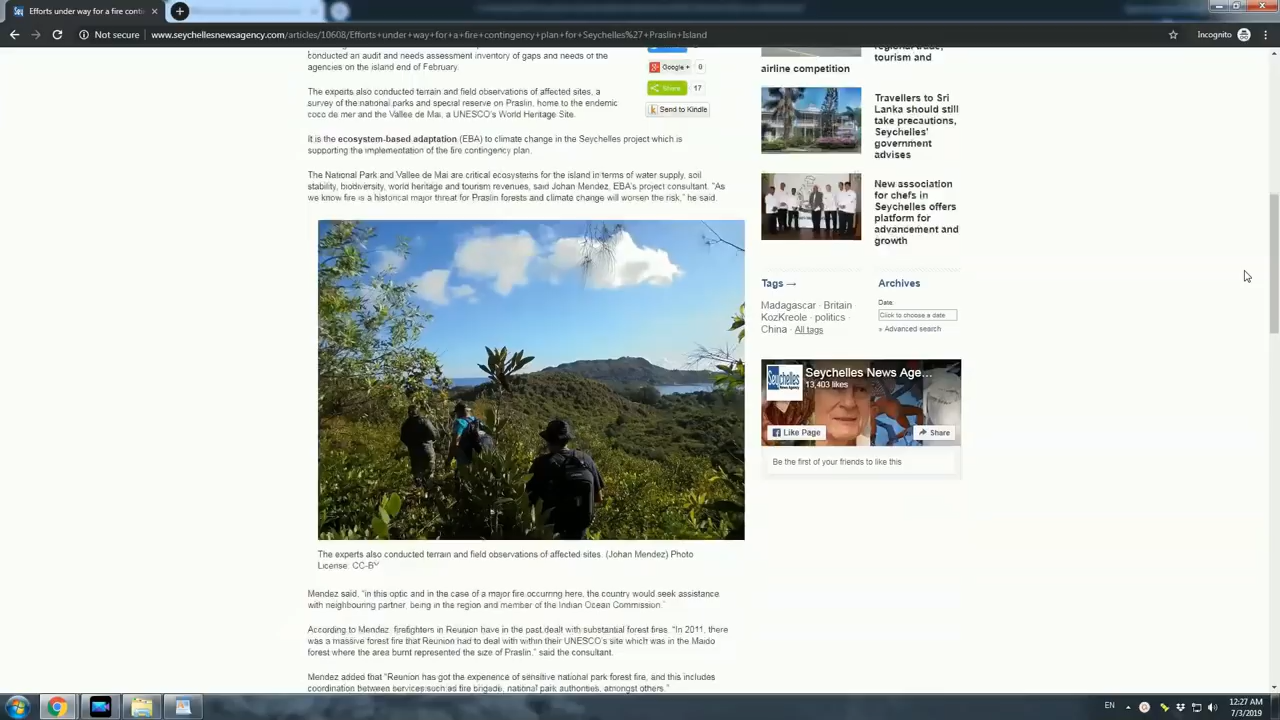 Efforts under way for a fire conti
Not secure
www.seychellesnewsagency.com/articles/10608/Efforts+under+way+for+a+fire+contingency+plan+for+Seychelles%27+Praslin+Island
Incognito
conducted an audit and needs assessment inventory of gaps and needs of the
agencies on the island end of February.
The experts also conducted terrain and field observations of affected sites, a
survey of the national parks and special reserve on Praslin, home to the endemic
coco de mer and the Vallee de Mai, a UNESCO's World Heritage Site.
Google + 0
Share 17
Send to Kindle
It is the ecosystem-based adaptation (EBA) to climate change in the Seychelles project which is
supporting the implementation of the fire contingency plan.
The National Park and Vallee de Mai are critical ecosystems for the island in terms of water supply, soil
stability, biodiversity, world heritage and tourism revenues, said Johan Mendez, EBA's project consultant. "As
we know fire is a historical major threat for Praslin forests and climate change will worsen the risk," he said.
The experts also conducted terrain and field observations of affected sites. (Johan Mendez) Photo
License: CC-BY
Mendez said, "in this optic and in the case of a major fire occurring here, the country would seek assistance
with neighbouring partner, being in the region and member of the Indian Ocean Commission."
According to Mendez, firefighters in Reunion have in the past dealt with substantial forest fires. "In 2011, there
was a massive forest fire that Reunion had to deal with within their UNESCO's site which was in the Maido
forest where the area burnt represented the size of Praslin." said the consultant.
Mendez added that "Reunion has got the experience of sensitive national park forest fire, and this includes
coordination between services such as fire brigade, national park authorities, amongst others."
regional trade,
tourism and
airline competition
Travellers to Sri
Lanka should still
take precautions,
Seychelles'
government
advises
New association
for chefs in
Seychelles offers
platform for
advancement and
growth
Tags →
Madagascar · Britain
KozKreole · politics ·
China · All tags
Archives
Date:
Click to choose a date
+ Advanced search
Seychelles News Agency
Seychelles News Age...
13,403 likes
Like Page
Share
Be the first of your friends to like this
EN
12:27 AM
7/3/2019